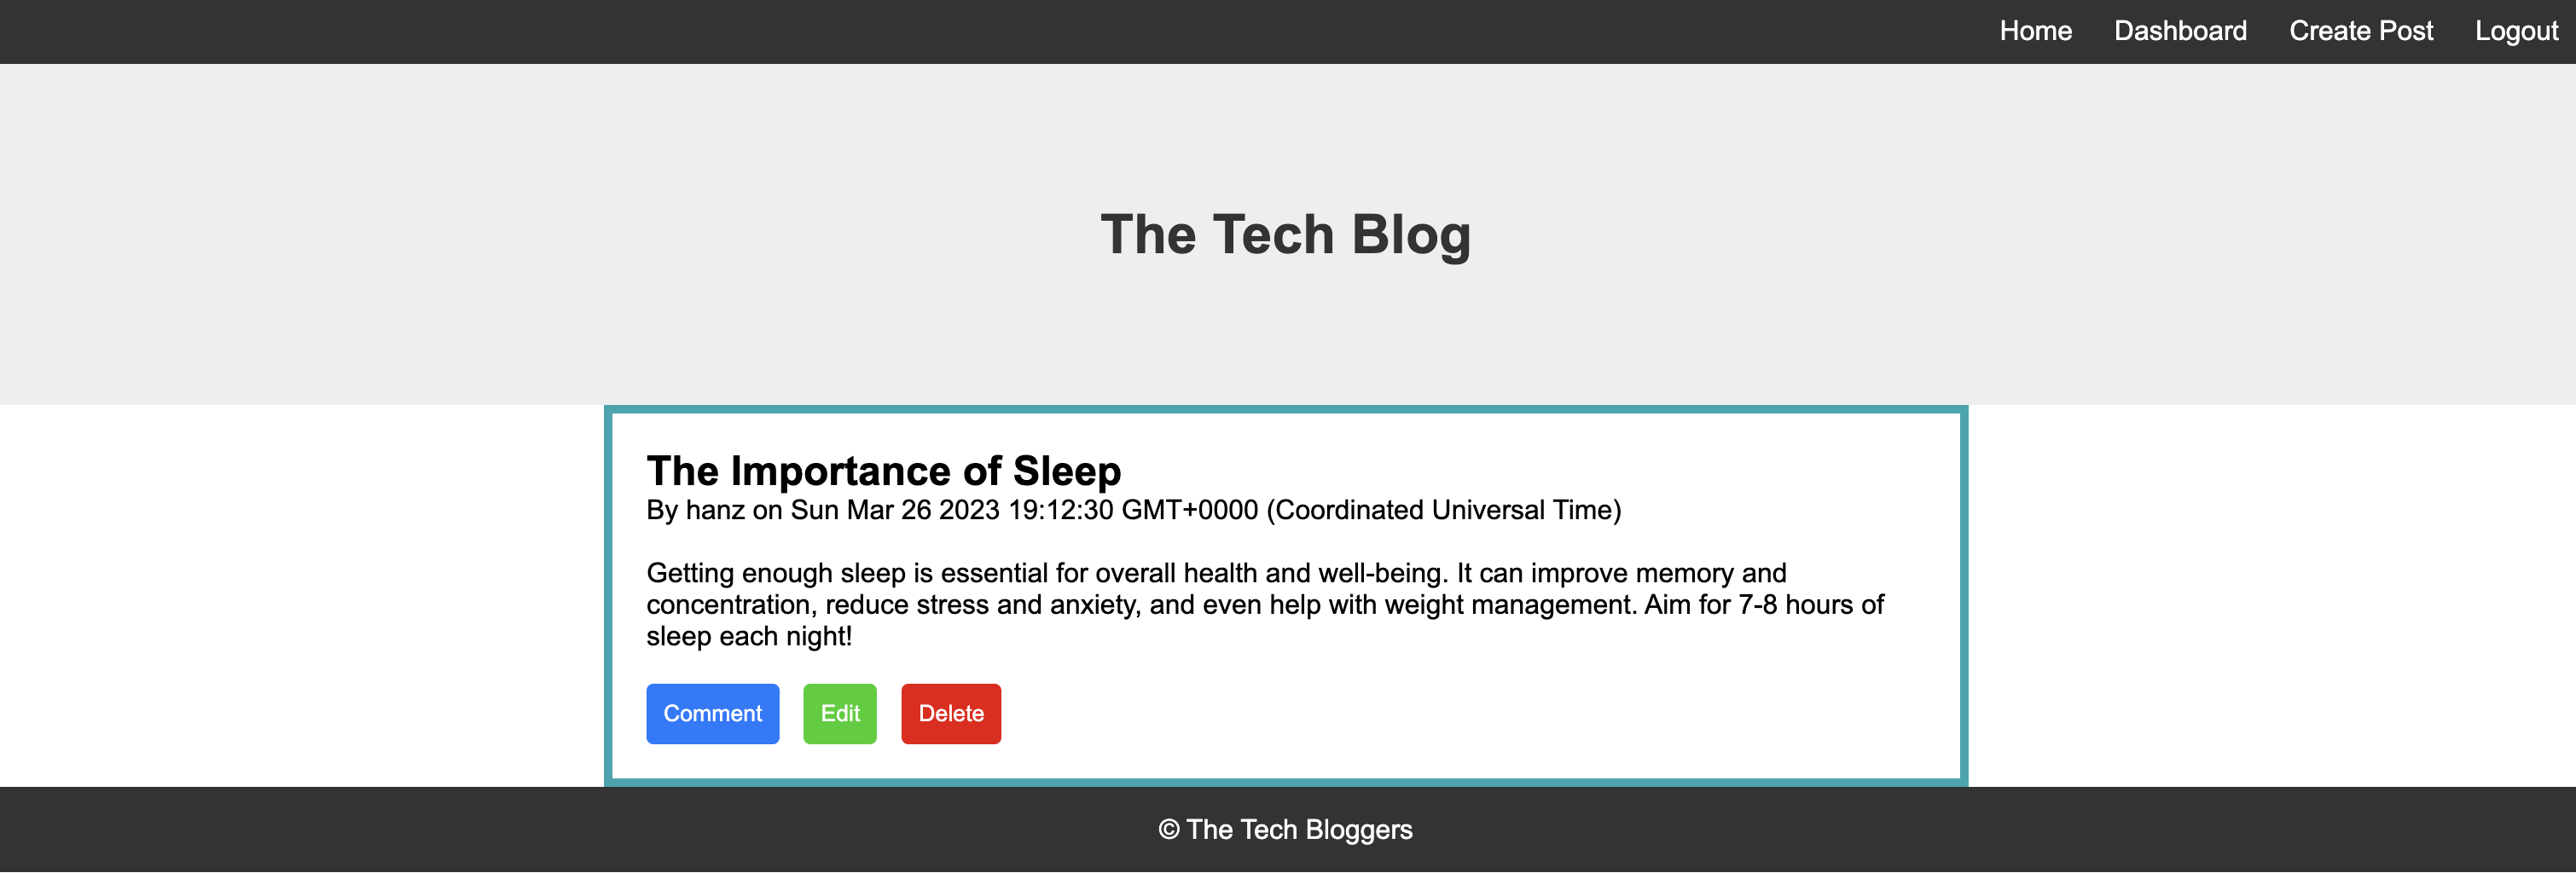 Home Dashboard Create Post Logout
The Tech Blog
The Importance of Sleep
By hanz on Sun Mar 26 2023 19:12:30 GMT+0000 (Coordinated Universal Time)
Getting enough sleep is essential for overall health and well-being. It can improve memory and
concentration, reduce stress and anxiety, and even help with weight management. Aim for 7-8 hours of
sleep each night!
Comment Edit Delete
© The Tech Bloggers